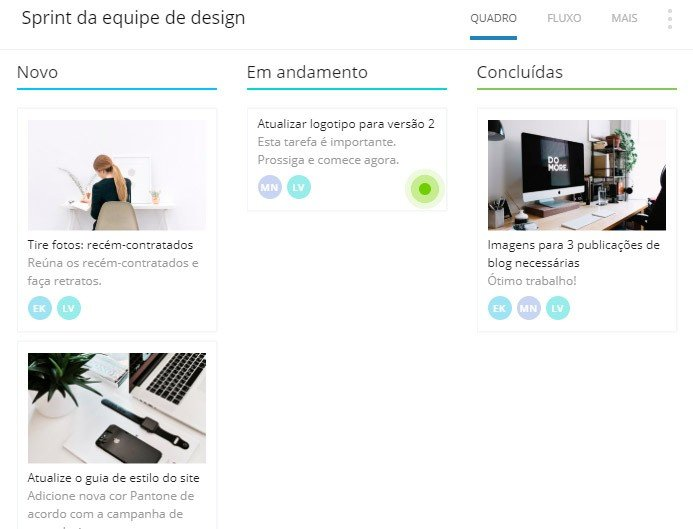 Sprint da equipe de design
QUADRO
FLUXO
MAIS
Novo
Em andamento
Concluídas
Tire fotos: recém-contratados
Reúna os recém-contratados e
faça retratos.
EK
LV
Atualize o guia de estilo do site
Adicione nova cor Pantone de
acordo com a campanha de
Atualizar logotipo para versão 2
Esta tarefa é importante.
Prossiga e comece agora.
MN
LV
DO
MORE.
Imagens para 3 publicações de
blog necessárias
Ótimo trabalho!
EK
MN
LV